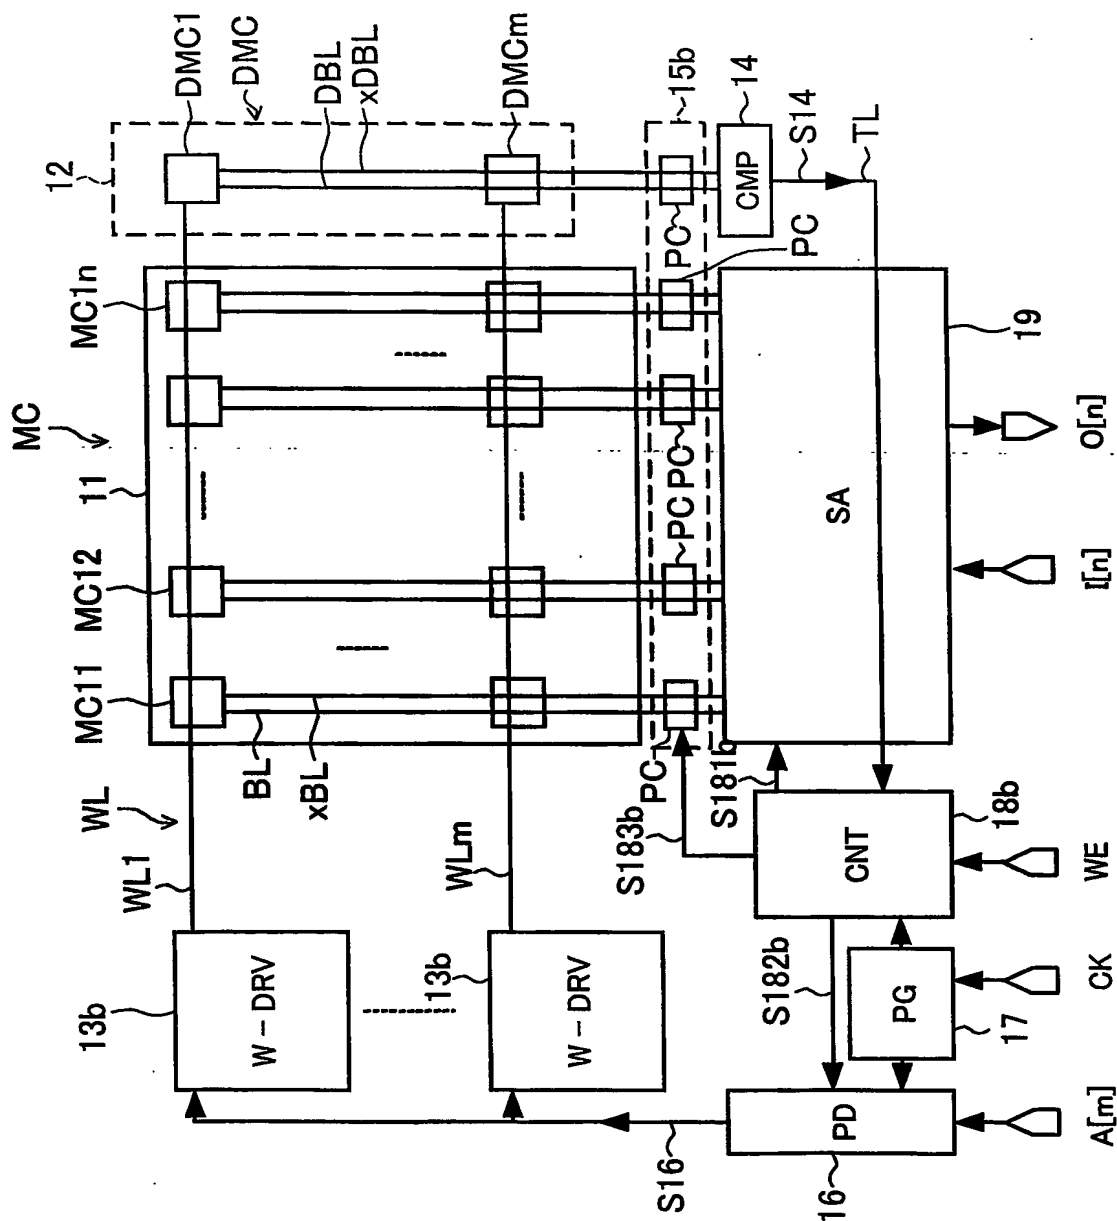 DMC1
DMC
DBL
xDBL
DMCm
12
15b
14
CMP
S14
TL
PC
PC
MC1n
MC
11
MC12
MC11
BL
xBL
PC
PC
PC
SA
19
O[n]
I[n]
PC
S181b
S183b
CNT
18b
WE
WL
WL1
WLm
W-DRV
13b
W-DRV
13b
S182b
PG
17
CK
S16
PD
16
A[m]